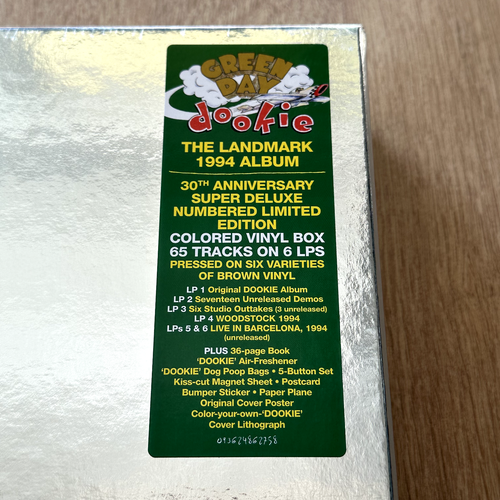 GREEN
DAY
dookie
THE LANDMARK
1994 ALBUM
30TH ANNIVERSARY
SUPER DELUXE
NUMBERED LIMITED
EDITION
COLORED VINYL BOX
65 TRACKS ON 6 LPS
PRESSED ON SIX VARIETIES
OF BROWN VINYL
LP 1 Original DOOKIE Album
LP 2 Seventeen Unreleased Demos
LP 3 Six Studio Outtakes (3 unreleased)
LP 4 WOODSTOCK 1994
LPs 5 & 6 LIVE IN BARCELONA, 1994
(unreleased)
PLUS 36-page Book
‘DOOKIE’ Air-Freshener
‘DOOKIE’ Dog Poop Bags • 5-Button Set
Kiss-cut Magnet Sheet • Postcard
Bumper Sticker • Paper Plane
Original Cover Poster
Color-your-own-‘DOOKIE’
Cover Lithograph
093624862758